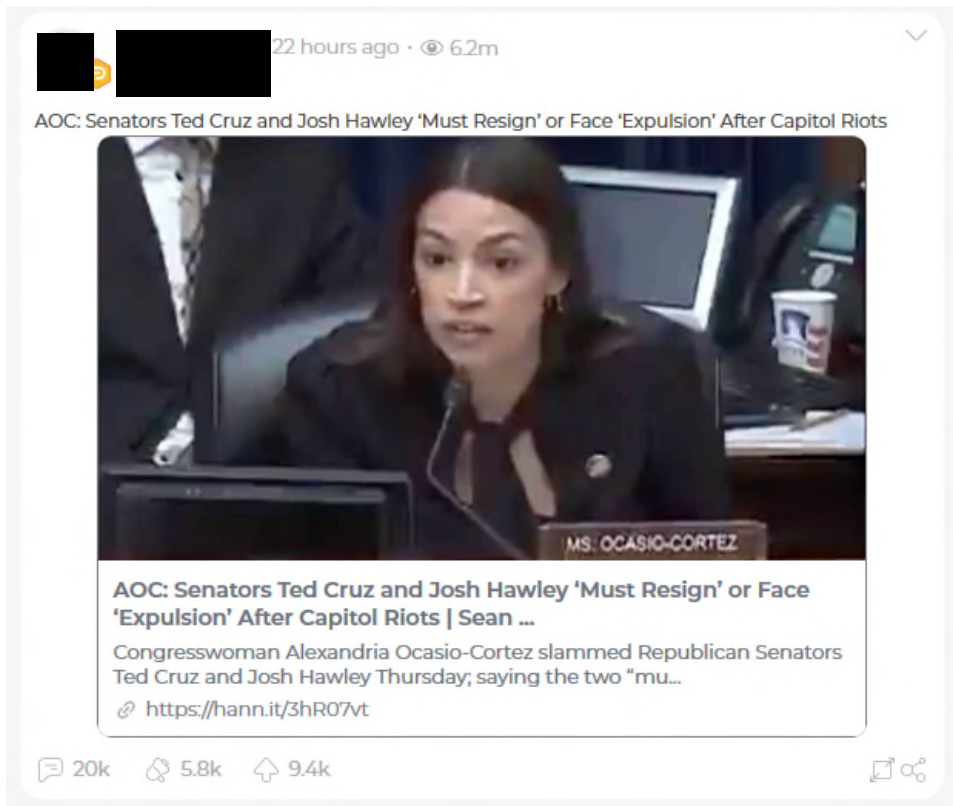 22 hours ago · 6.2m
AOC: Senators Ted Cruz and Josh Hawley ‘Must Resign’ or Face ‘Expulsion’ After Capitol Riots
MS. OCASIO-CORTEZ
AOC: Senators Ted Cruz and Josh Hawley ‘Must Resign’ or Face
‘Expulsion’ After Capitol Riots | Sean ...
Congresswoman Alexandria Ocasio-Cortez slammed Republican Senators
Ted Cruz and Josh Hawley Thursday; saying the two “mu...
https://hann.it/3hR07vt
20k 5.8k 9.4k